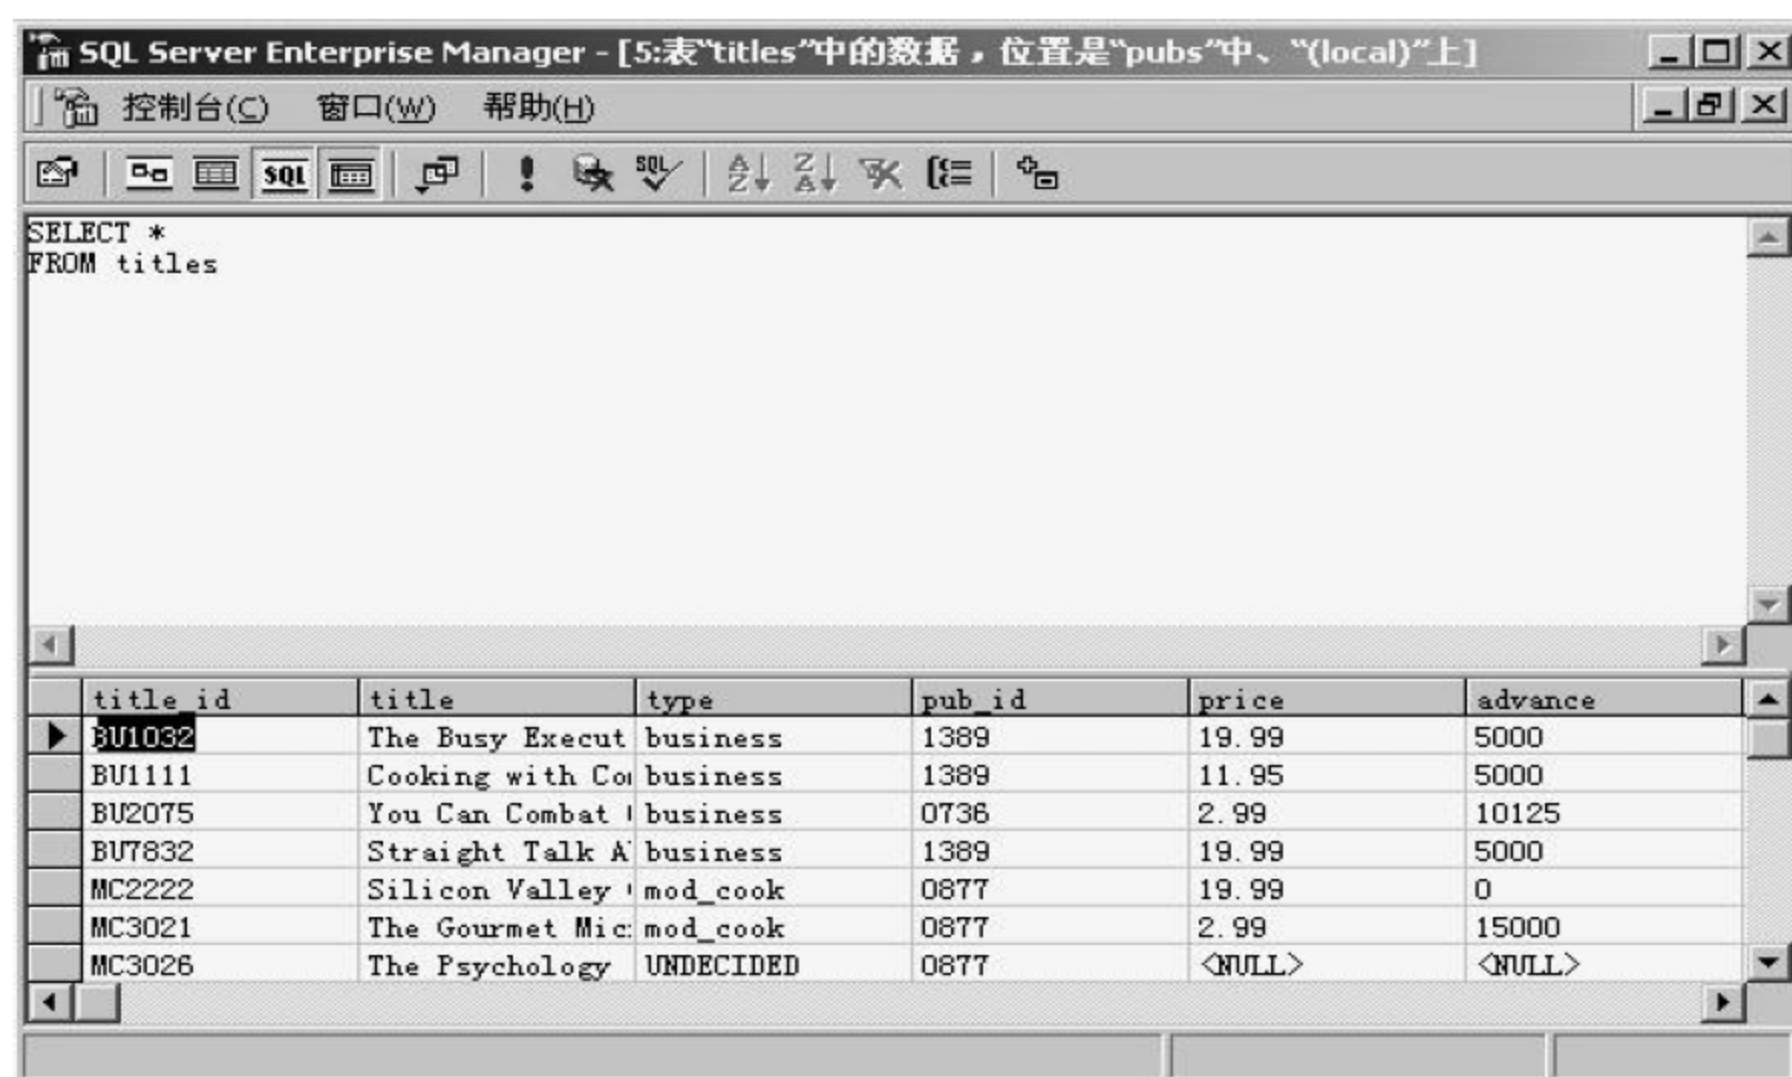 SQL Server Enterprise Manager - [5:表“titles”中的数据，位置是“pubs”中、“(local)”上]
控制台(C) 窗口(W) 帮助(H)
SQL SQL A Z Z A
SELECT *
FROM titles
title_id title type pub_id price advance
BU1032 The Busy Execut business 1389 19.99 5000
BU1111 Cooking with Co business 1389 11.95 5000
BU2075 You Can Combat business 0736 2.99 10125
BU7832 Straight Talk A business 1389 19.99 5000
MC2222 Silicon Valley mod_cook 0877 19.99 0
MC3021 The Gourmet Mic mod_cook 0877 2.99 15000
MC3026 The Psychology UNDECIDED 0877 <NULL> <NULL>